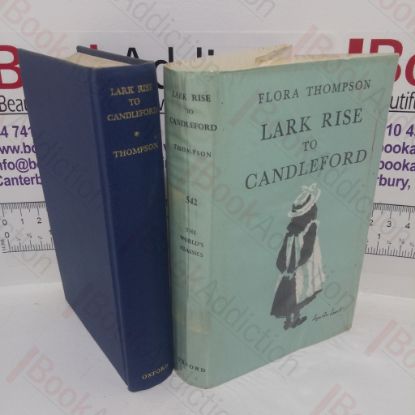 LARK RISE
TO
CANDLEFORD
THOMPSON
OXFORD
LARK RISE
TO
CANDLEFORD
THOMPSON
542
THE
WORLD'S
CLASSICS
OXFORD
FLORA THOMPSON
LARK RISE
TO
CANDLEFORD
BookAddiction